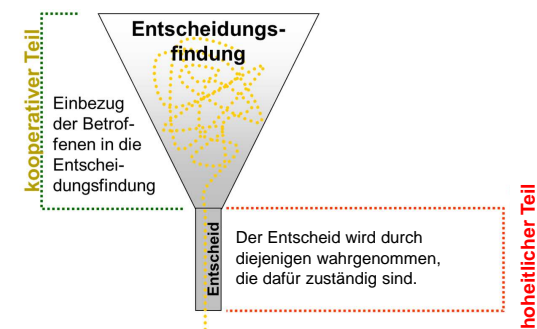 Entscheidungs-
findung
kooperativer Teil
Einbezug
der Betrof-
fenen in die
Entschei-
dungsfindung
Entscheid
Der Entscheid wird durch
diejenigen wahrgenommen,
die dafür zuständig sind.
hoheitlicher Teil